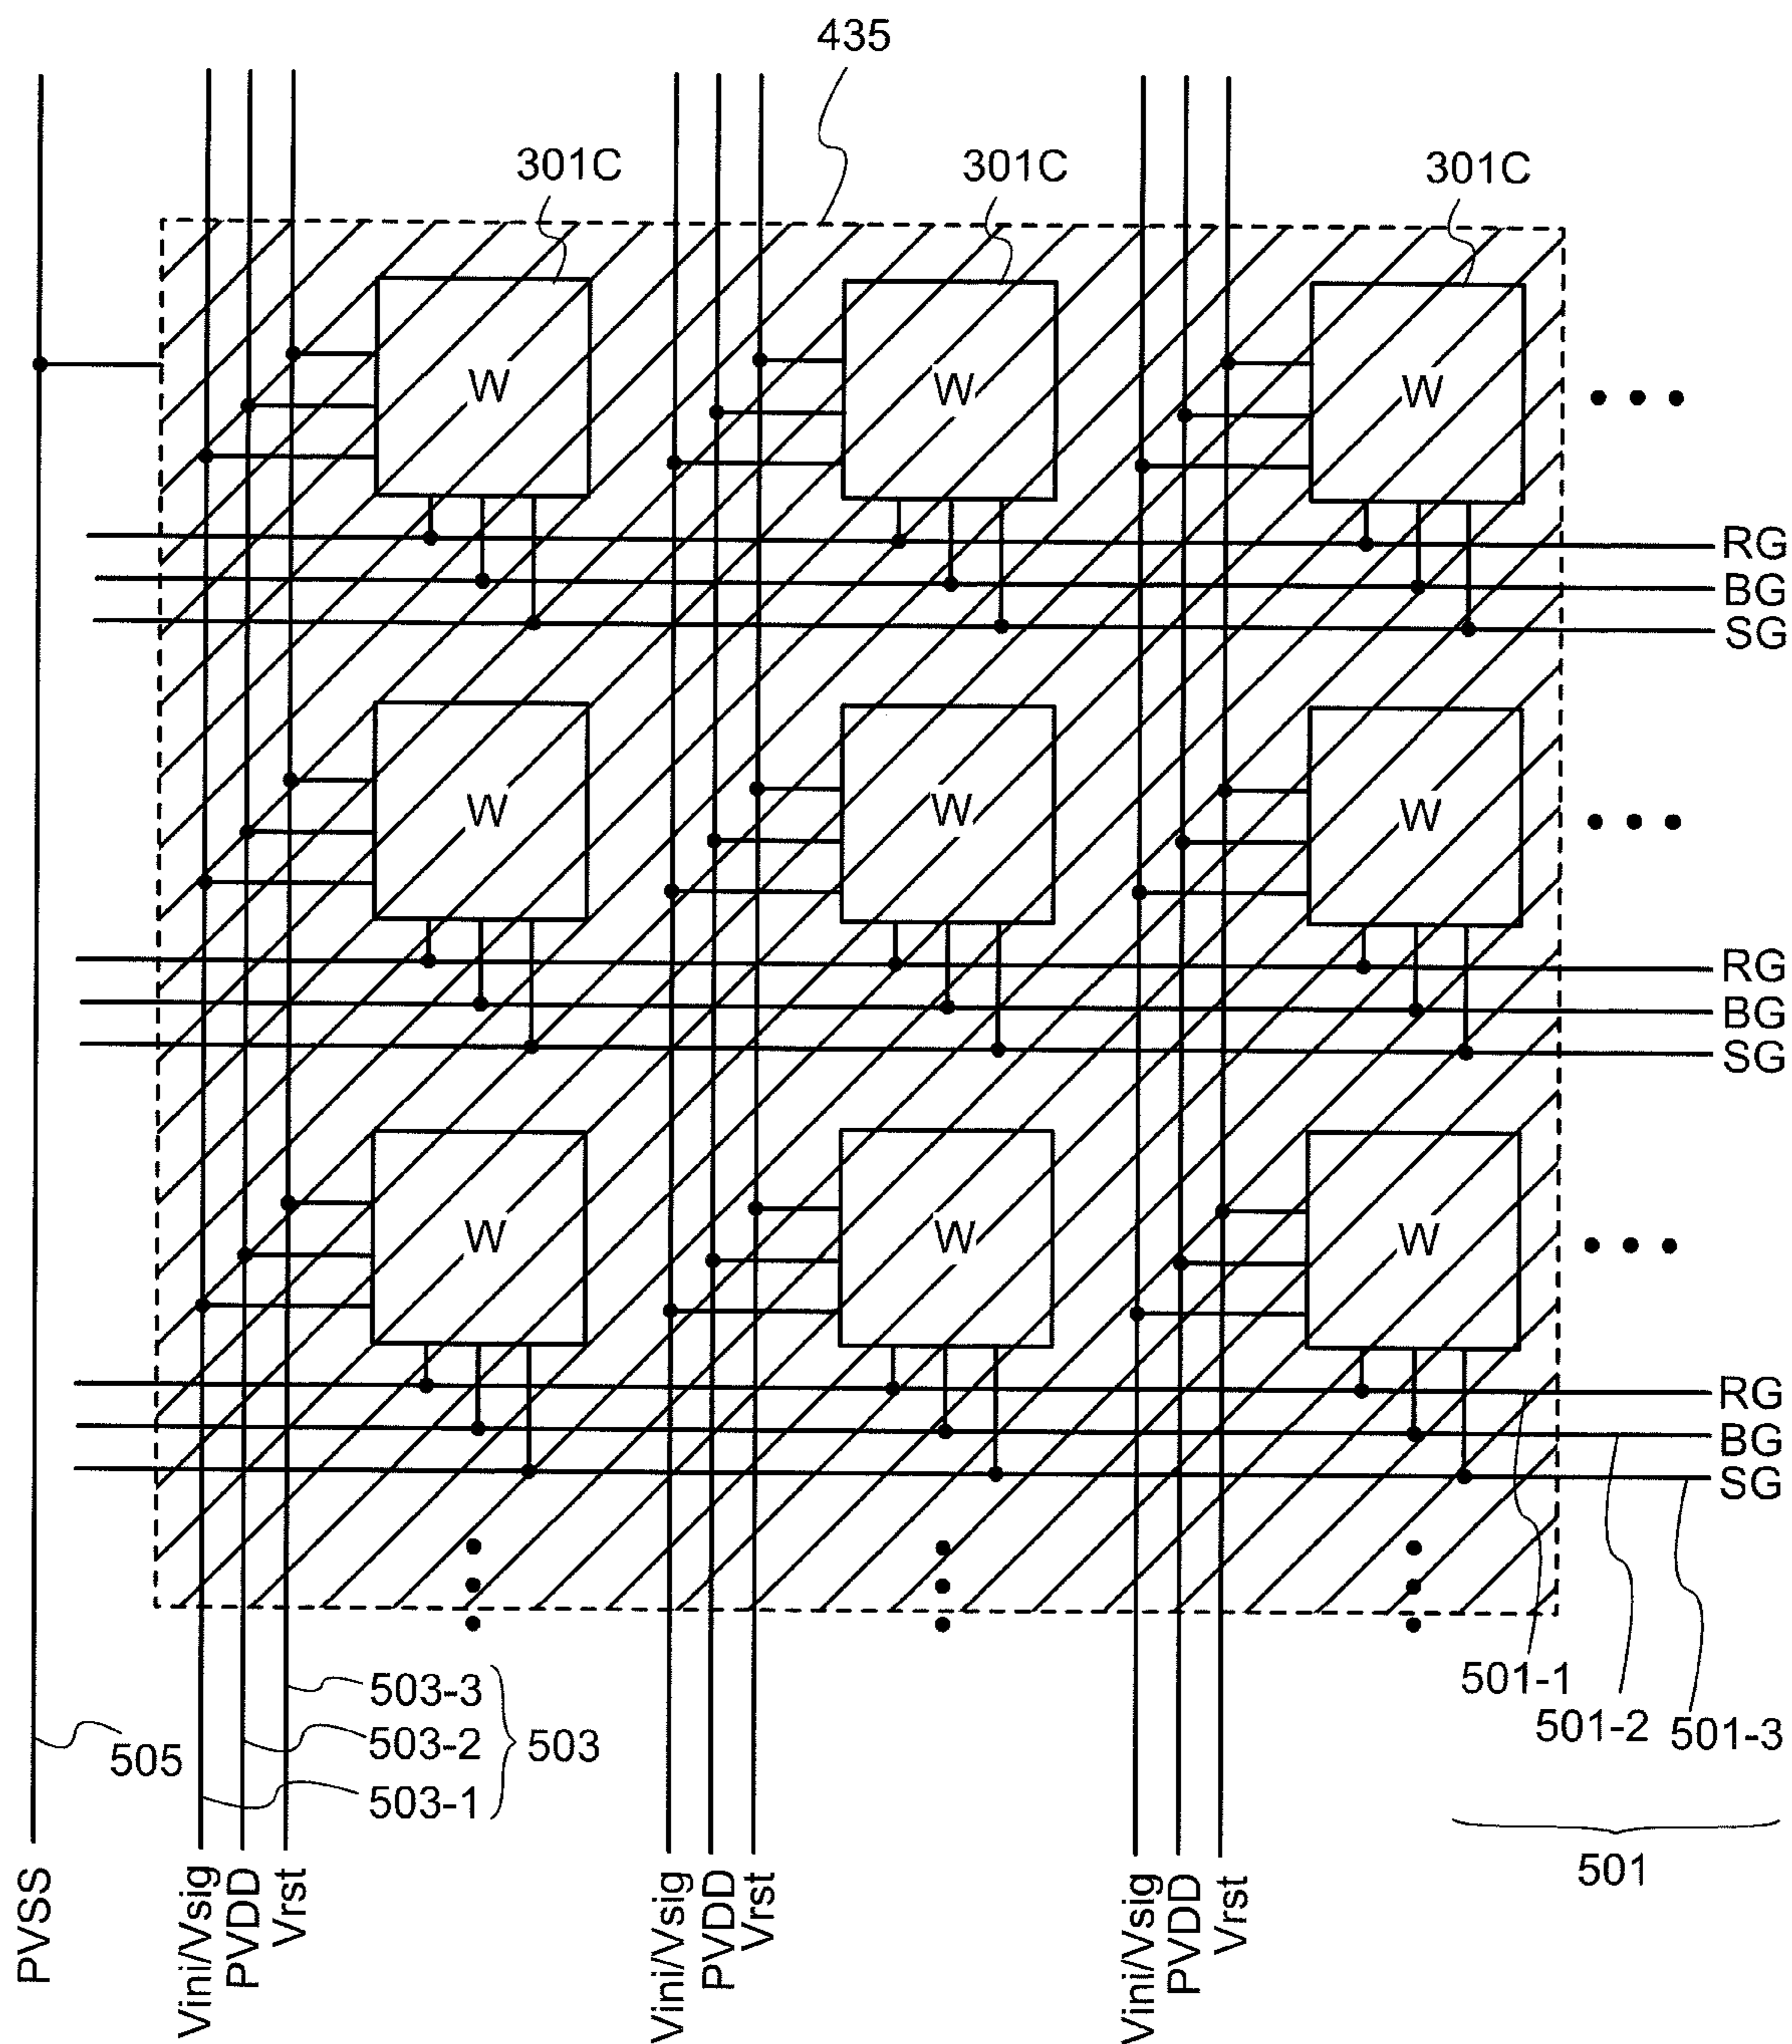 435
301C
301C
301C
W
W
W
RG
BG
SG
W
W
W
RG
BG
SG
W
W
W
RG
BG
SG
503-3
503-2
503-1
503
505
501-1
501-2
501-3
501
PVSS
Vini/Vsig
PVDD
Vrst
Vini/Vsig
PVDD
Vrst
Vini/Vsig
PVDD
Vrst